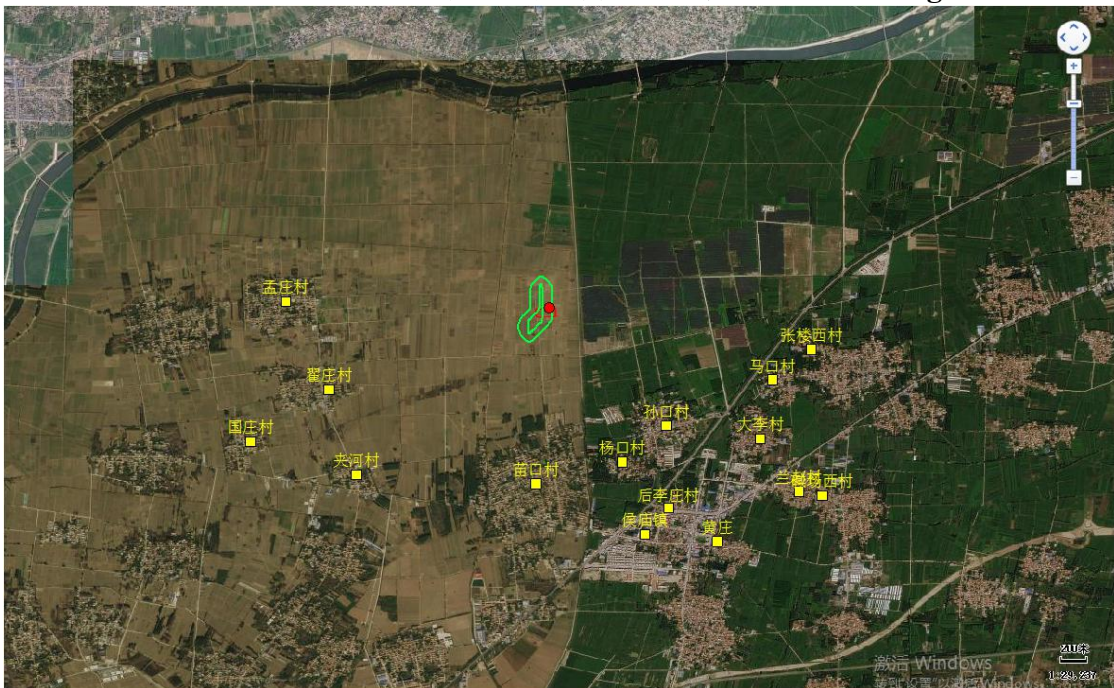 孟庄村
张楼西村
翟庄村
马口村
孙口村
大李村
国庄村
杨口村
夹河村
苗口村
后李庄村
侯庙镇
黄庄
激活 Windows